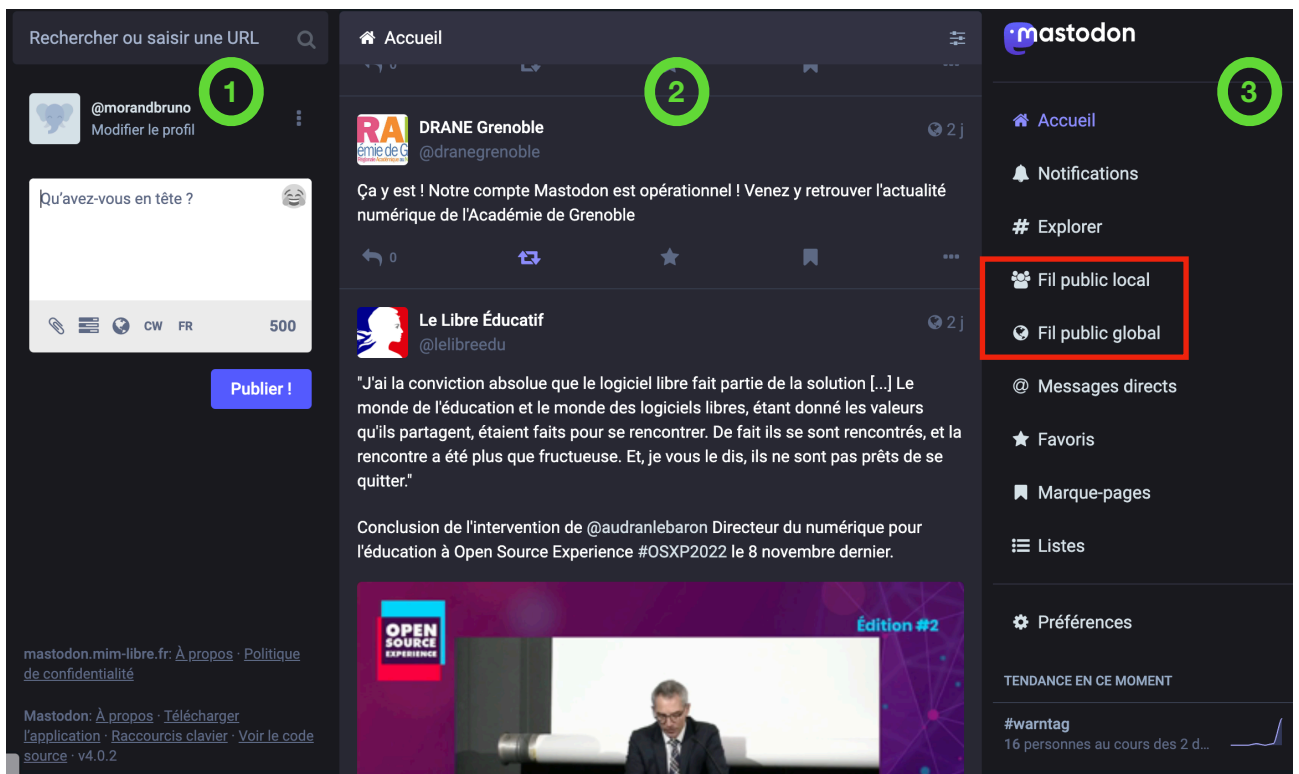 Rechercher ou saisir une URL
1
@morandbruno
Modifier le profil
Qu'avez-vous en tête ?
CW FR 500
Publier !
mastodon.mim-libre.fr: À propos · Politique
de confidentialité
Mastodon: À propos · Télécharger
l'application · Raccourcis clavier · Voir le code
source · v4.0.2
Accueil
2
0
RA
émie de G
DRANE Grenoble
2 j
@dranegrenoble
Ça y est ! Notre compte Mastodon est opérationnel ! Venez y retrouver l'actualité
numérique de l'Académie de Grenoble
0
Le Libre Éducatif
2 j
@lelibreedu
"J'ai la conviction absolue que le logiciel libre fait partie de la solution [...] Le
monde de l'éducation et le monde des logiciels libres, étant donné les valeurs
qu'ils partagent, étaient faits pour se rencontrer. De fait ils se sont rencontrés, et la
rencontre a été plus que fructueuse. Et, je vous le dis, ils ne sont pas prêts de se
quitter."
Conclusion de l'intervention de @audranlebaron Directeur du numérique pour
l'éducation à Open Source Experience #OSXP2022 le 8 novembre dernier.
OPEN
SOURCE
EXPERIENCE
Édition #2
mastodon
3
Accueil
Notifications
# Explorer
Fil public local
Fil public global
@ Messages directs
Favoris
Marque-pages
Listes
Préférences
TENDANCE EN CE MOMENT
#warntag
16 personnes au cours des 2 d...